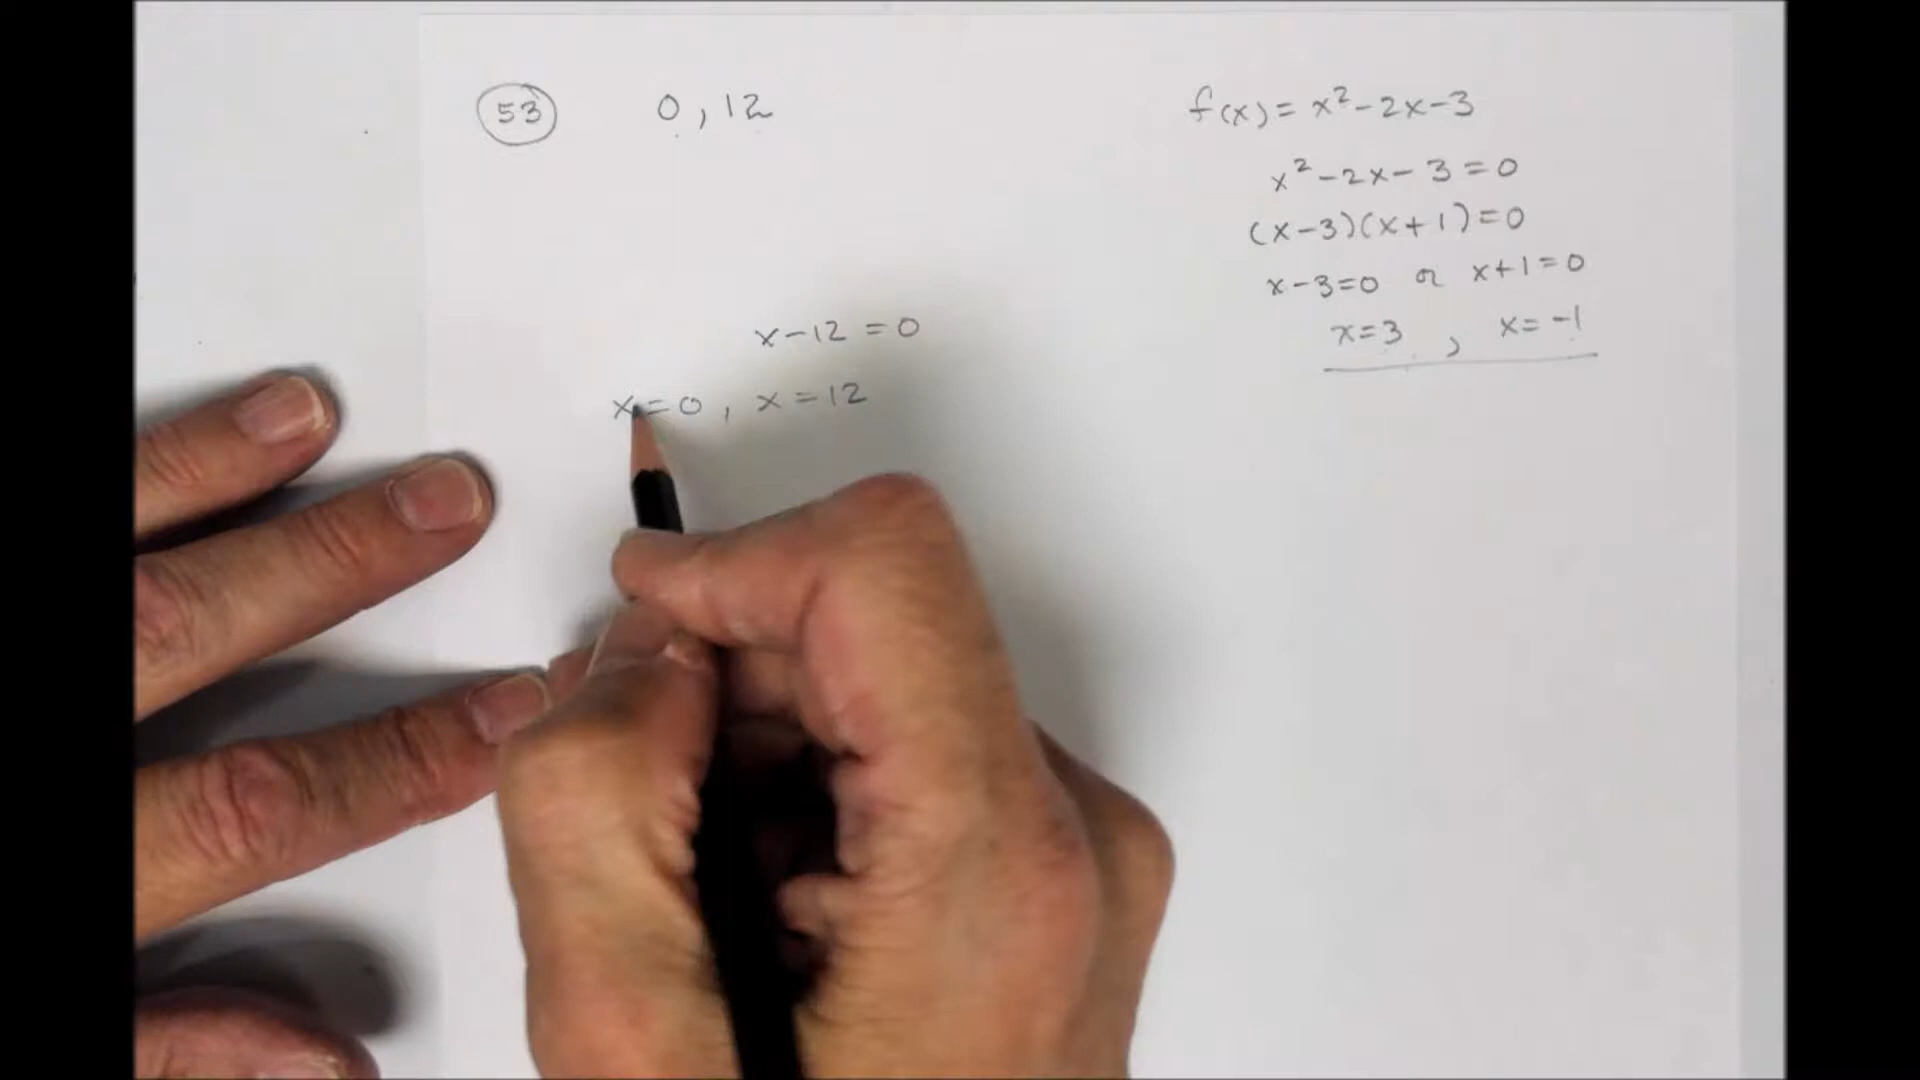 53 0, 12
x-12 = 0
x=0, x=12
f(x) = x²-2x-3
x²-2x-3=0
(x-3)(x+1)=0
x-3=0 or x+1=0
x=3, x=-1